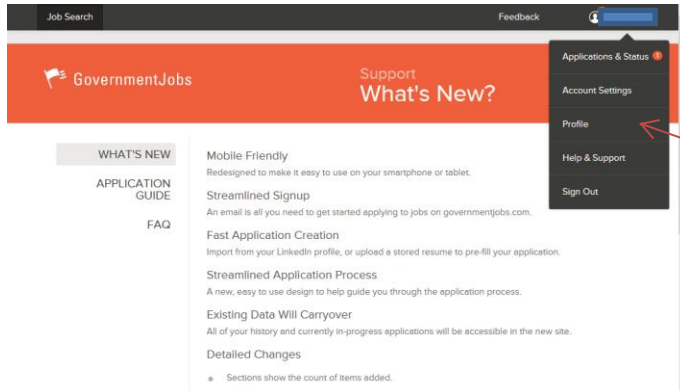 Job Search
Feedback
Applications & Status 1
Account Settings
Profile
Help & Support
Sign Out
GovernmentJobs
Support
What's New?
WHAT'S NEW
APPLICATION
GUIDE
FAQ
Mobile Friendly
Redesigned to make it easy to use on your smartphone or tablet.
Streamlined Signup
An email is all you need to get started applying to jobs on governmentjobs.com.
Fast Application Creation
Import from your LinkedIn profile, or upload a stored resume to pre-fill your application.
Streamlined Application Process
A new, easy to use design to help guide you through the application process.
Existing Data Will Carryover
All of your history and currently in-progress applications will be accessible in the new site.
Detailed Changes
Sections show the count of items added.